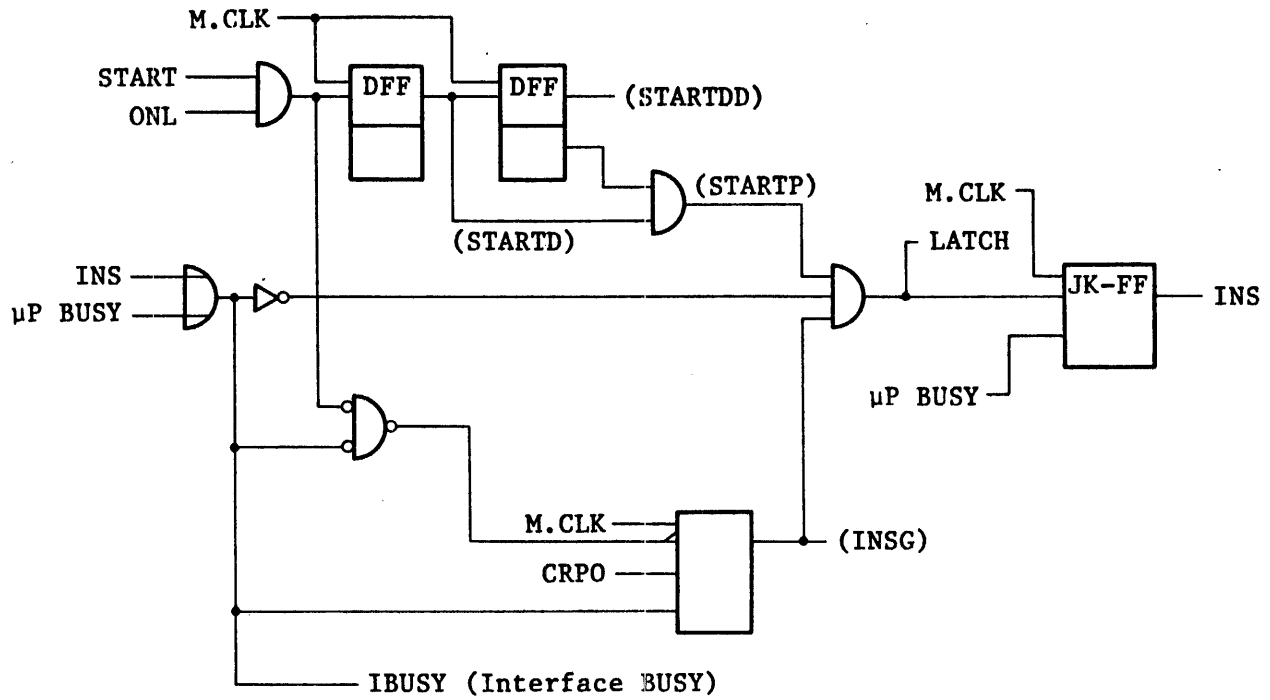 M.CLK
START
ONL
DFF
DFF
(STARTDD)
(STARTP)
(STARTD)
M.CLK
LATCH
INS
µP BUSY
JK-FF
INS
µP BUSY
M.CLK
(INSG)
CRPO
IBUSY (Interface BUSY)